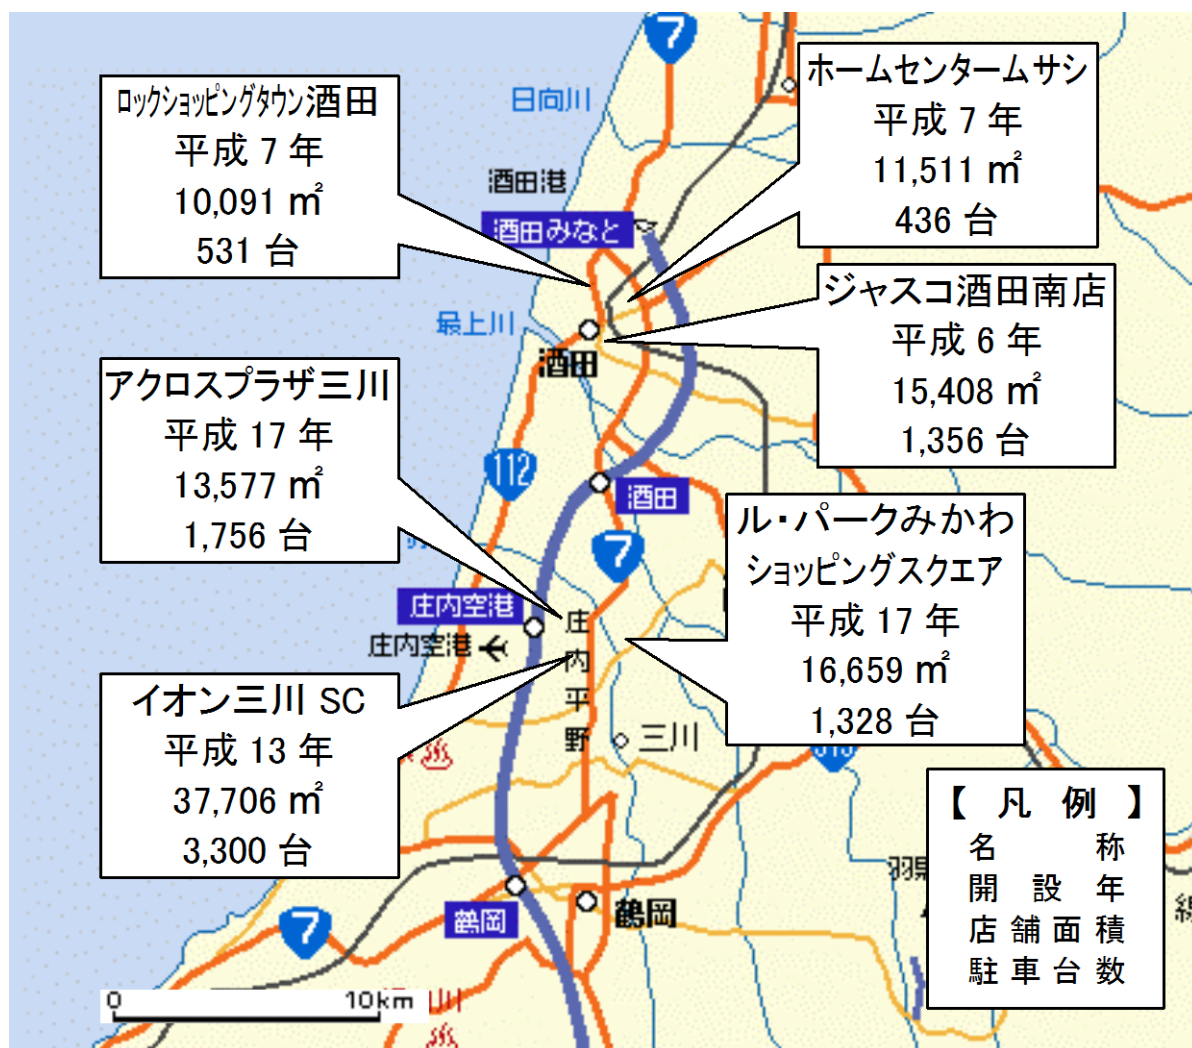 7
日向川
酒田港
酒田みなと
ロックショッピングタウン酒田
平成 7 年
10,091 ㎡
531 台
ホームセンタームサシ
平成 7 年
11,511 ㎡
436 台
ジャスコ酒田南店
平成 6 年
15,408 ㎡
1,356 台
最上川
酒田
アクロスプラザ三川
平成 17 年
13,577 ㎡
1,756 台
112
酒田
7
ル・パークみかわ
ショッピングスクエア
平成 17 年
16,659 ㎡
1,328 台
庄内空港
庄内空港
庄内平野
三川
イオン三川 SC
平成 13 年
37,706 ㎡
3,300 台
鶴岡
鶴岡
7
【 凡 例 】
名 称
開 設 年
店 舗 面 積
駐 車 台 数
0 10km
川